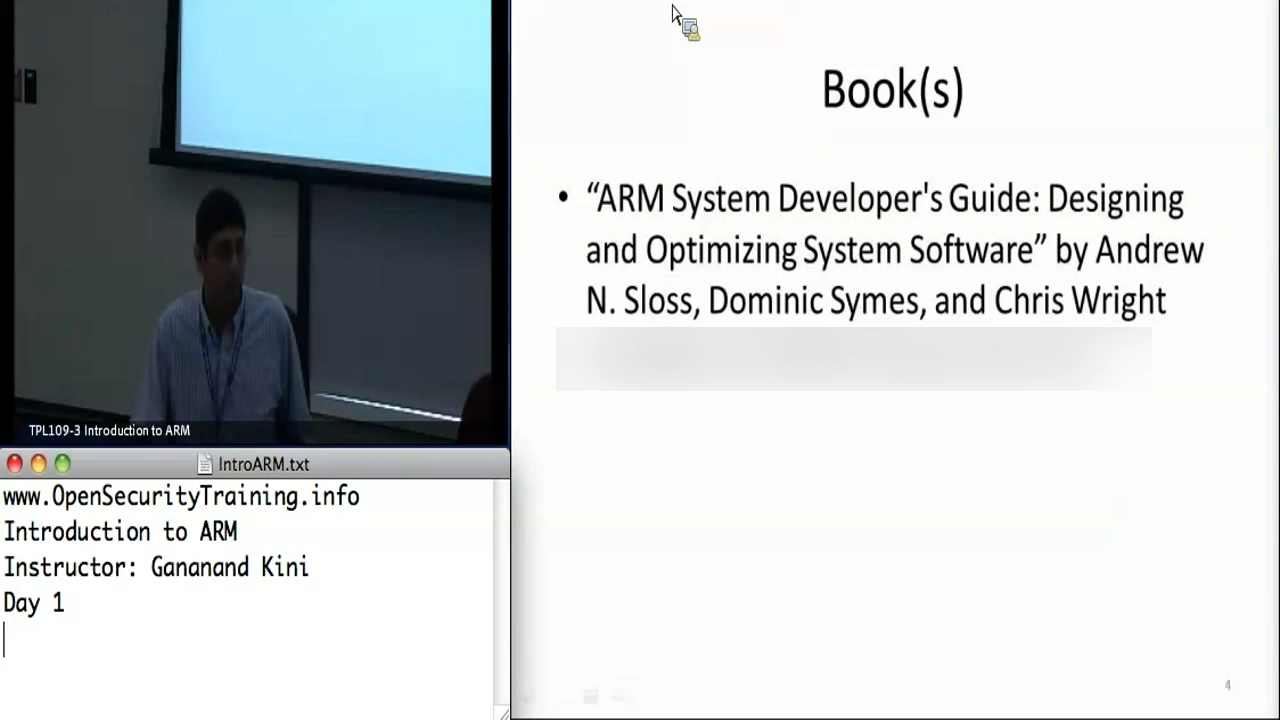 Book(s)
• “ARM System Developer's Guide: Designing
and Optimizing System Software” by Andrew
N. Sloss, Dominic Symes, and Chris Wright
4
TPL109-3 Introduction to ARM
IntroARM.txt
www.OpenSecurityTraining.info
Introduction to ARM
Instructor: Gananand Kini
Day 1